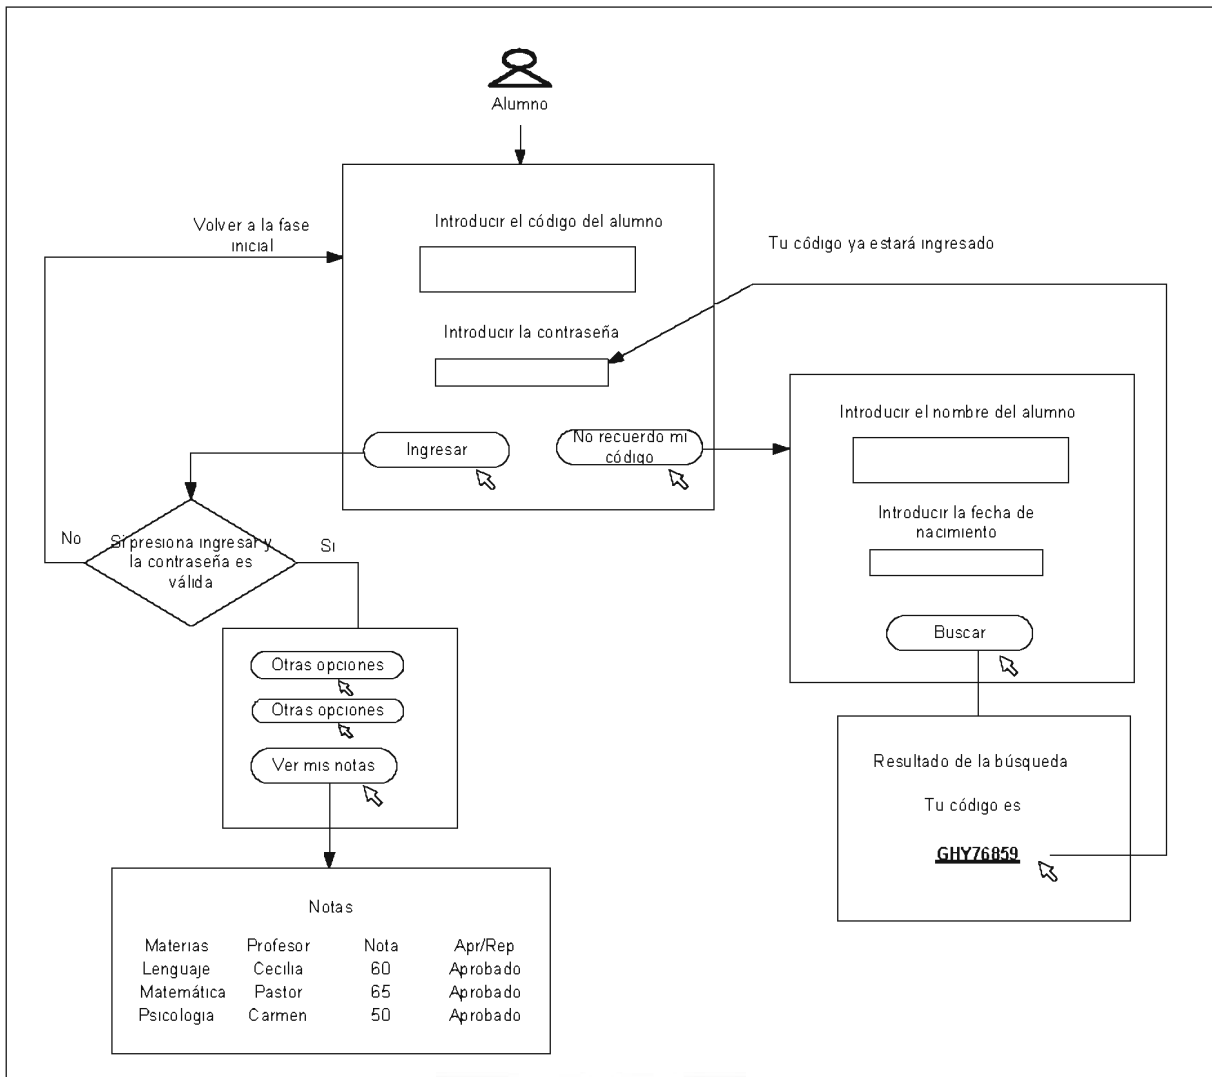 Alumno
Volver a la fase
inicial
Introducir el código del alumno
Tu código ya estará ingresado
Introducir la contraseña
Ingresar
No recuerdo mi
código
Introducir el nombre del alumno
Introducir la fecha de
nacimiento
Buscar
No
Si presiona ingresar y
la contraseña es
válida
Si
Otras opciones
Otras opciones
Ver mis notas
Resultado de la búsqueda
Tu código es
GHY76859
Notas
Materias Profesor Nota Apr/Rep
Lenguaje Cecilia 60 Aprobado
Matemática Pastor 65 Aprobado
Psicologia Carmen 50 Aprobado